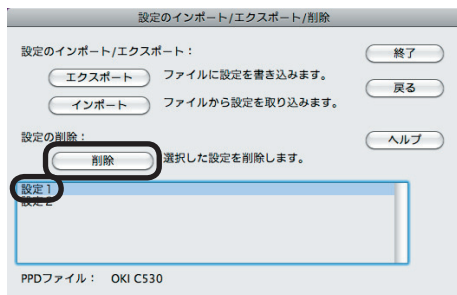 設定のインポート/エクスポート/削除
設定のインポート/エクスポート：
終了
エクスポート ファイルに設定を書き込みます。
戻る
インポート ファイルから設定を取り込みます。
設定の削除：
ヘルプ
削除 選択した設定を削除します。
設定1
設定2
PPDファイル： OKI C530